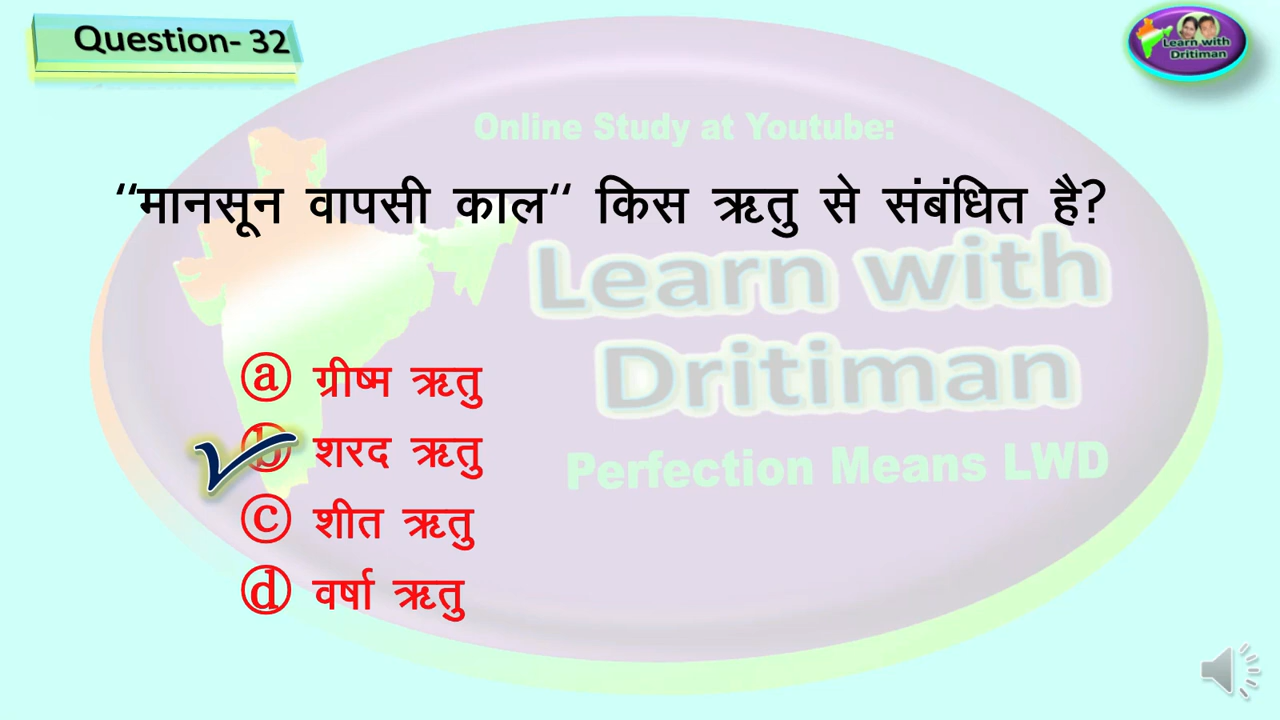 Question- 32
Learn with
Dritiman
Online Study at Youtube:
“मानसून वापसी काल“ किस ऋतु से संबंधित है?
Learn with
Dritiman
ⓐ ग्रीष्म ऋतु
ⓑ शरद ऋतु
Perfection Means LWD
ⓒ शीत ऋतु
ⓓ वर्षा ऋतु